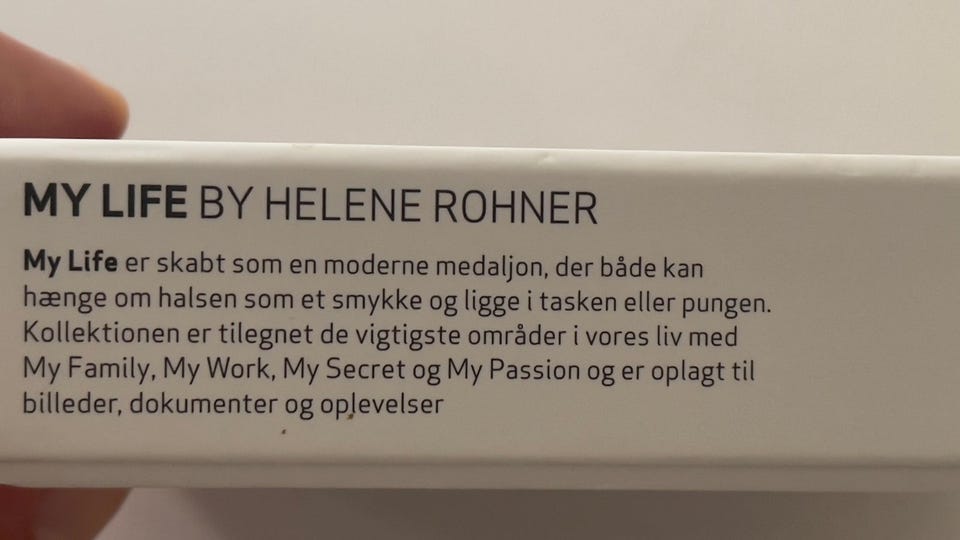 MY LIFE BY HELENE ROHNER
My Life er skabt som en moderne medaljon, der både kan
hænge om halsen som et smykke og ligge i tasken eller pungen.
Kollektionen er tilegnet de vigtigste områder i vores liv med
My Family, My Work, My Secret og My Passion og er oplagt til
billeder, dokumenter og oplevelser